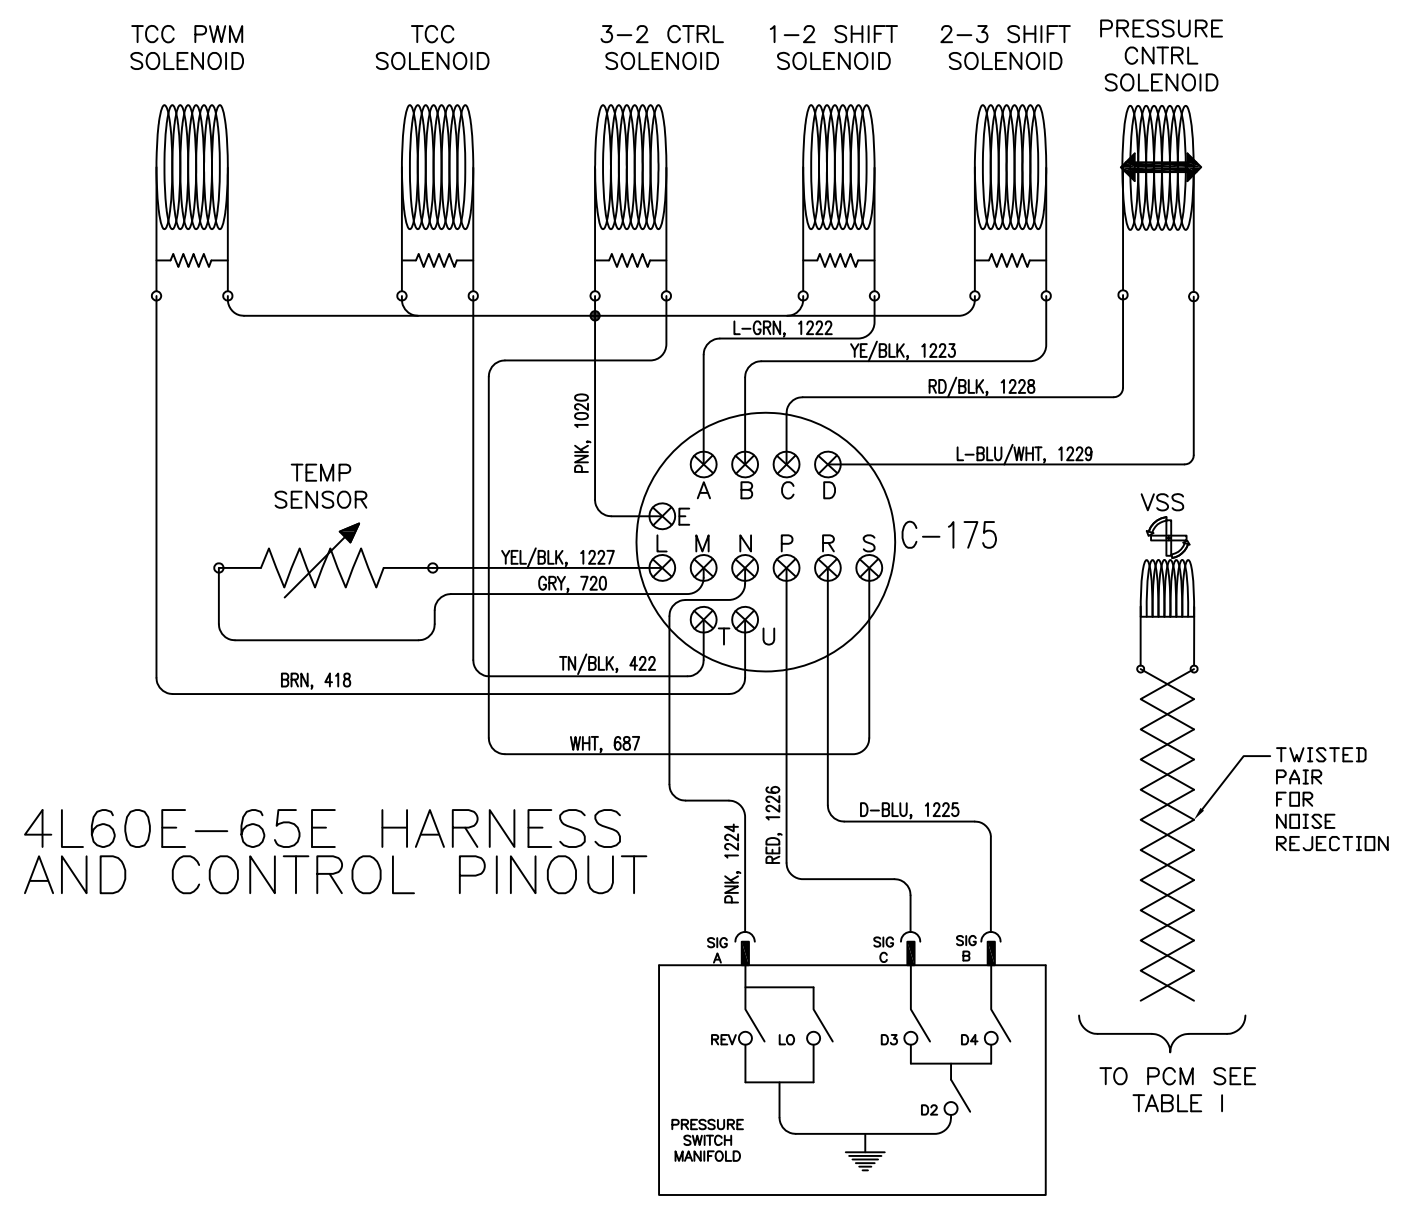 TCC PWM
SOLENOID
TCC
SOLENOID
3-2 CTRL
SOLENOID
1-2 SHIFT
SOLENOID
2-3 SHIFT
SOLENOID
PRESSURE
CNTRL
SOLENOID
L-GRN, 1222
YE/BLK, 1223
RD/BLK, 1228
PNK, 1020
L-BLU/WHT, 1229
A B C D
E
TEMP
SENSOR
VSS
C-175
L M N P R S
YEL/BLK, 1227
GRY, 720
T U
TN/BLK, 422
BRN, 418
WHT, 687
TWISTED
PAIR
FOR
NOISE
REJECTION
4L60E-65E HARNESS
AND CONTROL PINOUT
PNK, 1224
RED, 1226
D-BLU, 1225
SIG
A
SIG
C
SIG
B
REV
LO
D3
D4
D2
PRESSURE
SWITCH
MANIFOLD
TO PCM SEE
TABLE I